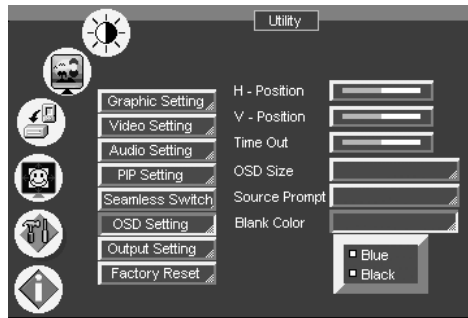 Utility
Graphic Setting
Video Setting
Audio Setting
PIP Setting
Seamless Switch
OSD Setting
Output Setting
Factory Reset
H - Position
V - Position
Time Out
OSD Size
Source Prompt
Blank Color
Blue
Black